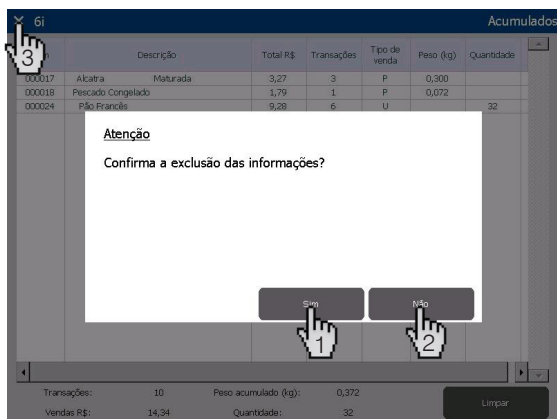 6i Acumulados
Descrição Total R$ Transações Tipo de venda Peso (kg) Quantidade
000017 Alcatra Maturada 3,27 3 P 0,300
000018 Pescado Congelado 1,79 1 P 0,072
000024 Pão Francês 9,28 6 U 32
Atenção
Confirma a exclusão das informações?
Sim Não
1 2
3
Transações: 10 Peso acumulado (kg): 0,372
Vendas R$: 14,34 Quantidade: 32
Limpar